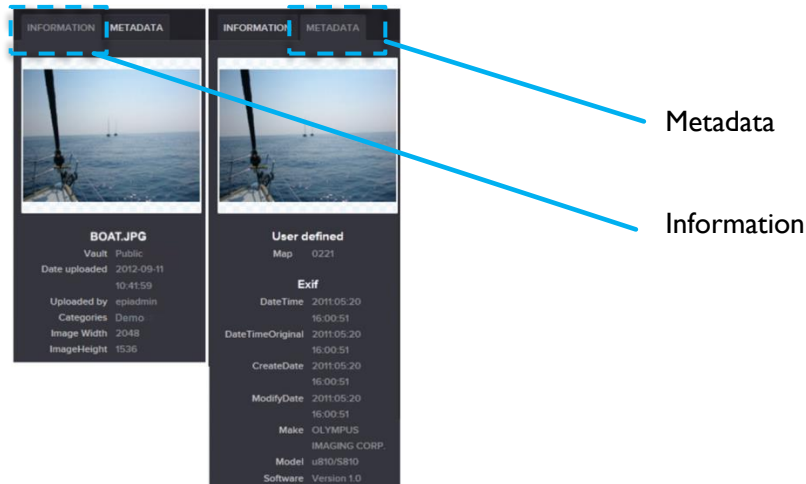 INFORMATION METADATA
BOAT.JPG
Vault Public
Date uploaded 2012-09-11
10:41:59
Uploaded by epiadmin
Categories Demo
Image Width 2048
ImageHeight 1536
INFORMATION METADATA
User defined
Map 0221
Exif
DateTime 2011:05:20
16:00:51
DateTimeOriginal 2011:05:20
16:00:51
CreateDate 2011:05:20
16:00:51
ModifyDate 2011:05:20
16:00:51
Make OLYMPUS
IMAGING CORP.
Model u810/S810
Software Version 1.0
Metadata
Information